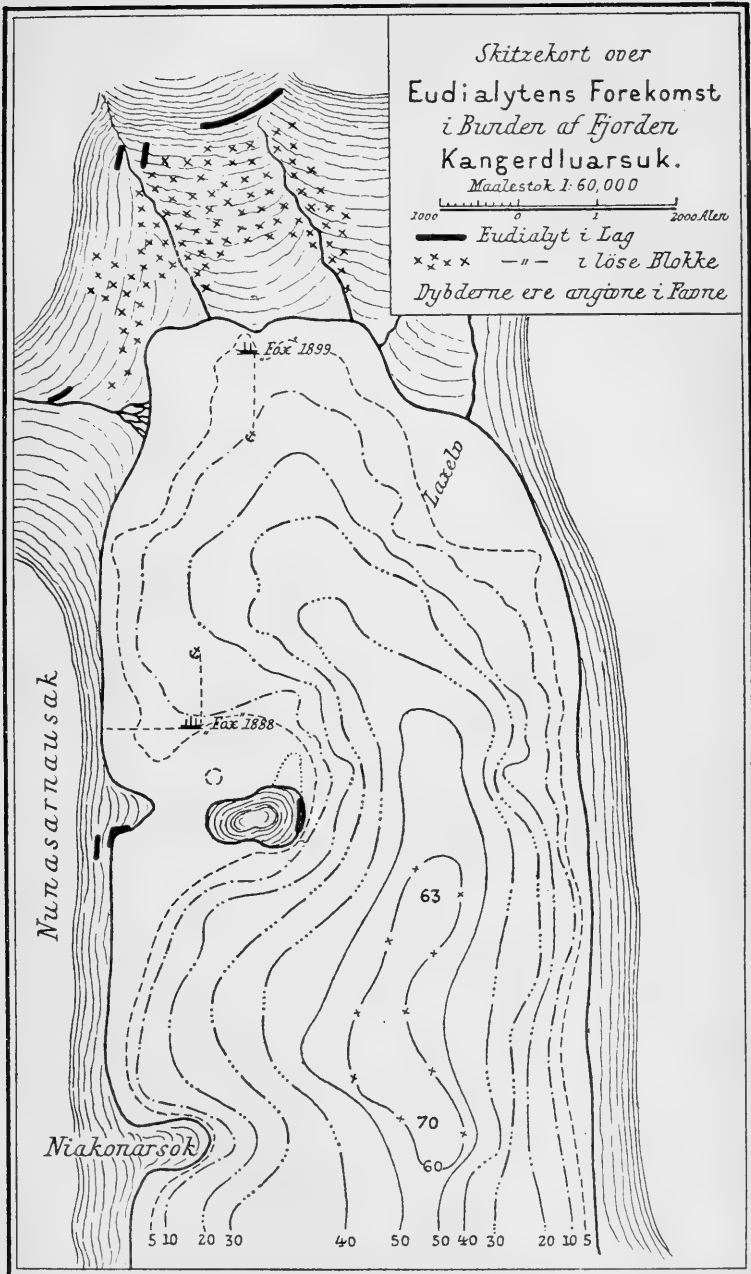 Skitzekort over
Eudialytens Forekomst
i Bunden af Fjorden
Kangerdluarsuk.
Maalestok 1:60,000
1000 0 1 2000 Alen
Eudialyt i Lag
—〃— i löse Blokke
Dybderne ere angivne i Favne
„Fox" 1899
Laxelv
„Fox" 1888
Nunasarnausak
63
70
60
Niakonarsok
5 10 20 30 40 50 50 40 30 20 10 5